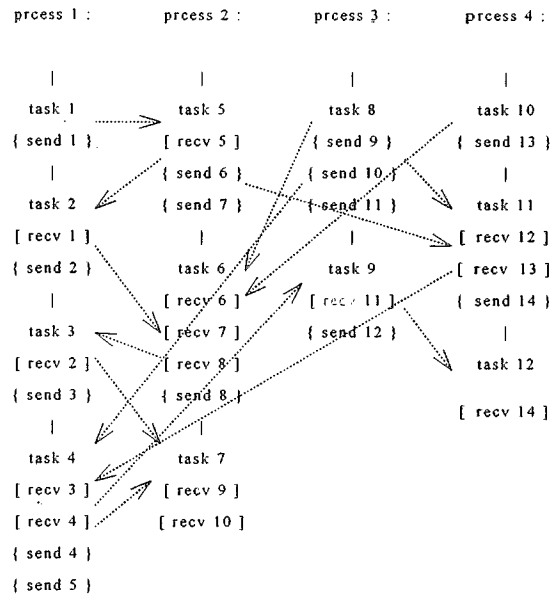 prcess 1 : prcess 2 : prcess 3 : prcess 4 :
task 1 task 5 task 8 task 10
{ send 1 } [ recv 5 ] { send 9 } { send 13 }
{ send 6 } { send 10 }
task 2 { send 7 } { send 11 } task 11
[ recv 1 ] [ recv 12 ]
{ send 2 } task 6 task 9 [ recv 13 ]
[ recv 6 ] [ recv 11 ] { send 14 }
task 3 [ recv 7 ] { send 12 }
[ recv 2 ] [ recv 8 ] task 12
{ send 3 } { send 8 }
[ recv 14 ]
task 4 task 7
[ recv 3 ] [ recv 9 ]
[ recv 4 ] [ recv 10 ]
{ send 4 }
{ send 5 }